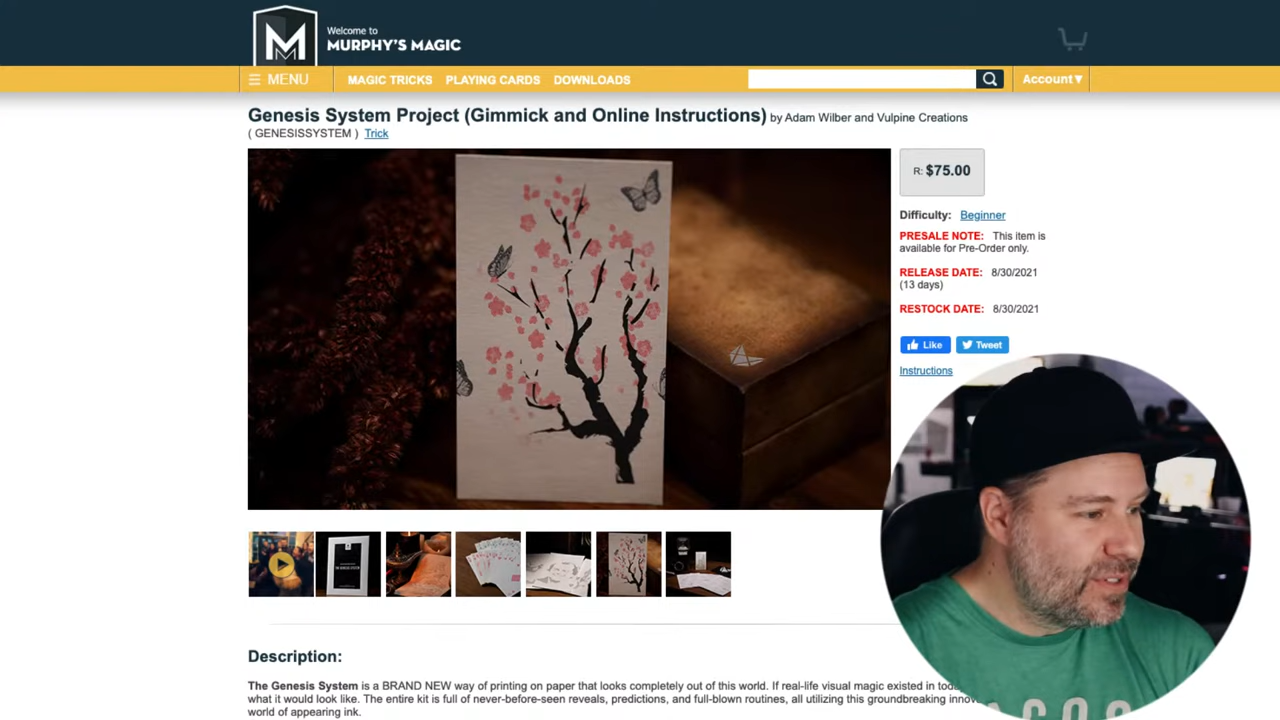 Welcome to
MURPHY'S MAGIC
MENU
MAGIC TRICKS
PLAYING CARDS
DOWNLOADS
Account▼
Genesis System Project (Gimmick and Online Instructions) by Adam Wilber and Vulpine Creations
( GENESISSYSTEM ) Trick
R: $75.00
Difficulty: Beginner
PRESALE NOTE: This item is
available for Pre-Order only.
RELEASE DATE: 8/30/2021
(13 days)
RESTOCK DATE: 8/30/2021
Like
Tweet
Instructions
Description:
The Genesis System is a BRAND NEW way of printing on paper that looks completely out of this world. If real-life visual magic existed in
what it would look like. The entire kit is full of never-before-seen reveals, predictions, and full-blown routines, all utilizing this groundbreaking
world of appearing ink.